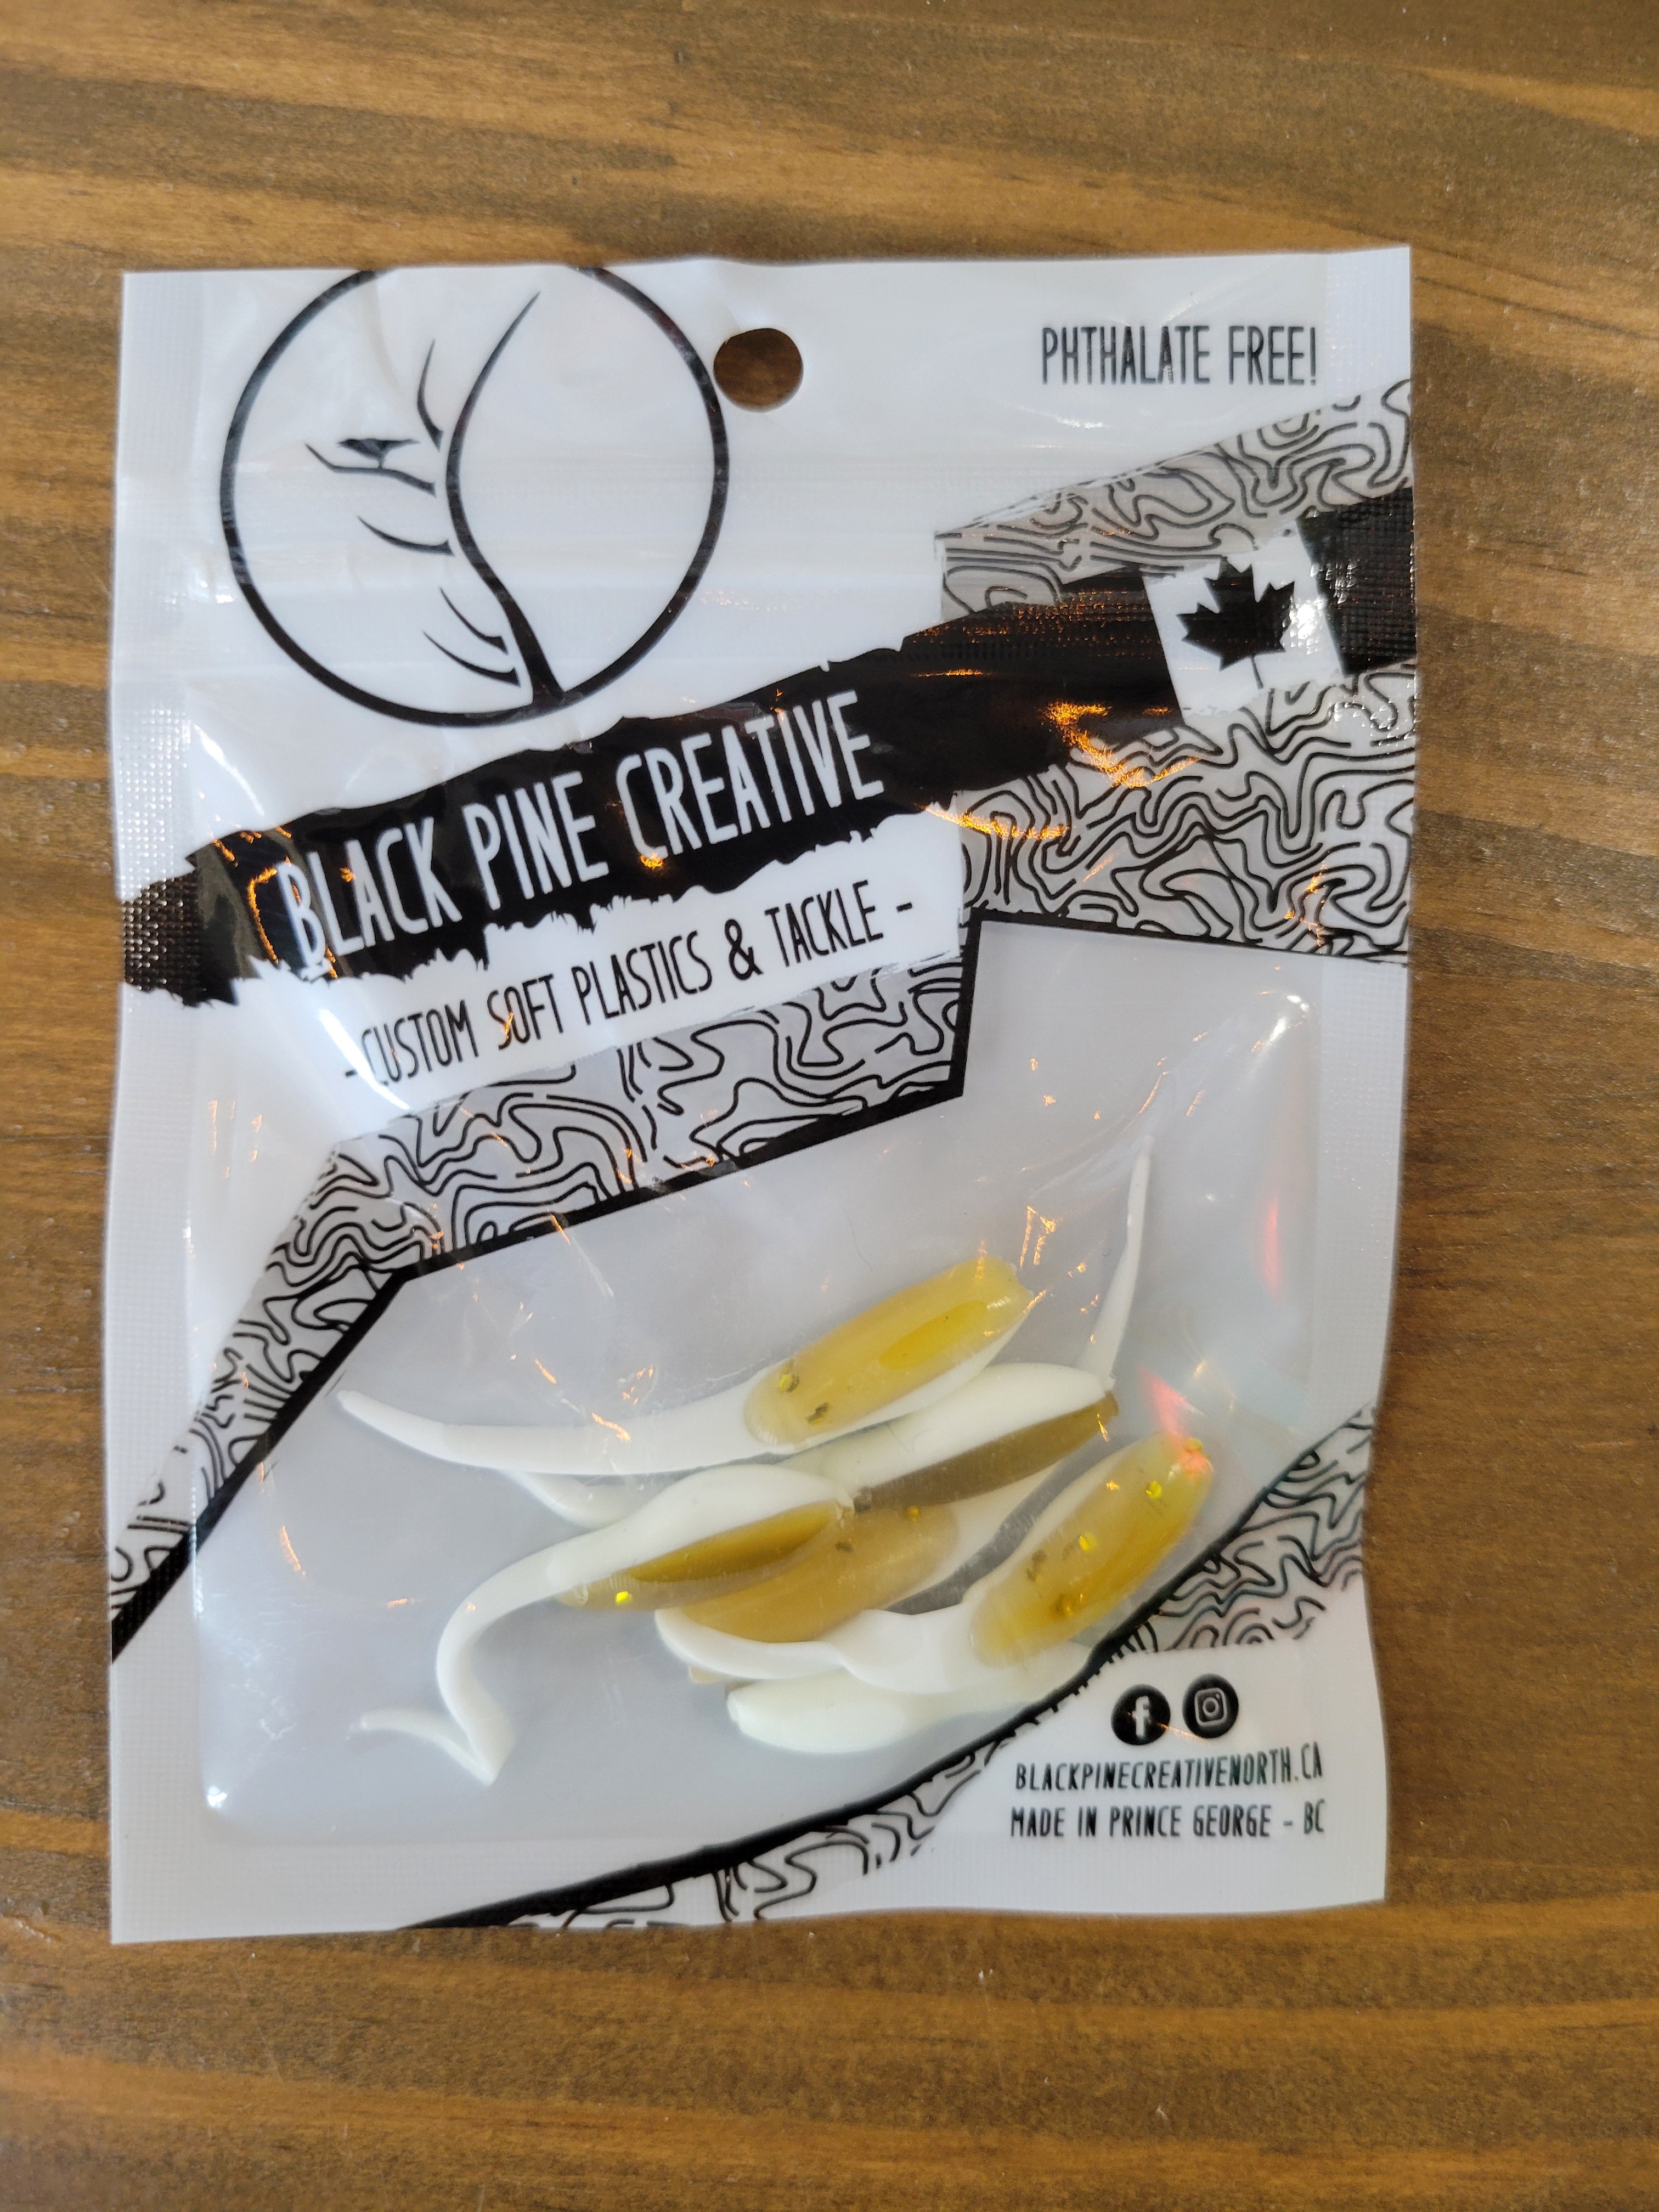 PHTHALATE FREE!
BLACK PINE CREATIVE
-CUSTOM SOFT PLASTICS & TACKLE -
BLACKPINECREATIVENORTH.CA
MADE IN PRINCE GEORGE - BC